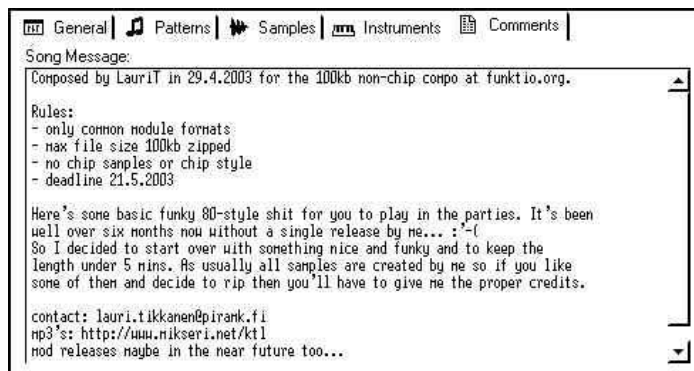 General Patterns Samples Instruments Comments
Song Message:
Composed by LauriT in 29.4.2003 for the 100kb non-chip compo at funktio.org.
Rules:
- only common module formats
- max file size 100kb zipped
- no chip samples or chip style
- deadline 21.5.2003
Here's some basic funky 80-style shit for you to play in the parties. It's been
well over six months now without a single release by me... :'-(
So I decided to start over with something nice and funky and to keep the
length under 5 mins. As usually all samples are created by me so if you like
some of them and decide to rip then you'll have to give me the proper credits.
contact: lauri.tikkanen@piramk.fi
mp3's: http://www.mikseri.net/ktl
mod releases maybe in the near future too...